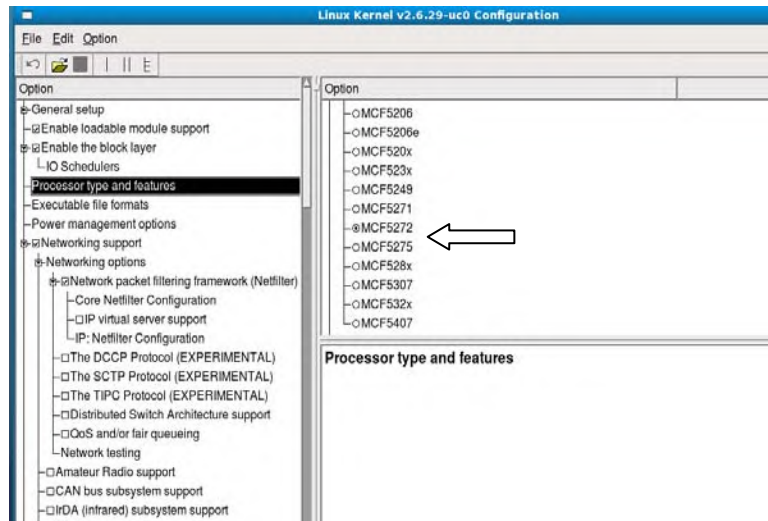 Linux Kernel v2.6.29-uc0 Configuration
File Edit Option
Option
General setup
Enable loadable module support
Enable the block layer
IO Schedulers
Processor type and features
Executable file formats
Power management options
Networking support
Networking options
Network packet filtering framework (Netfilter)
Core Netfilter Configuration
IP virtual server support
IP: Netfilter Configuration
The DCCP Protocol (EXPERIMENTAL)
The SCTP Protocol (EXPERIMENTAL)
The TIPC Protocol (EXPERIMENTAL)
Distributed Switch Architecture support
QoS and/or fair queueing
Network testing
Amateur Radio support
CAN bus subsystem support
IrDA (infrared) subsystem support
Option
MCF5206
MCF5206e
MCF520x
MCF523x
MCF5249
MCF5271
MCF5272
MCF5275
MCF528x
MCF5307
MCF532x
MCF5407
Processor type and features